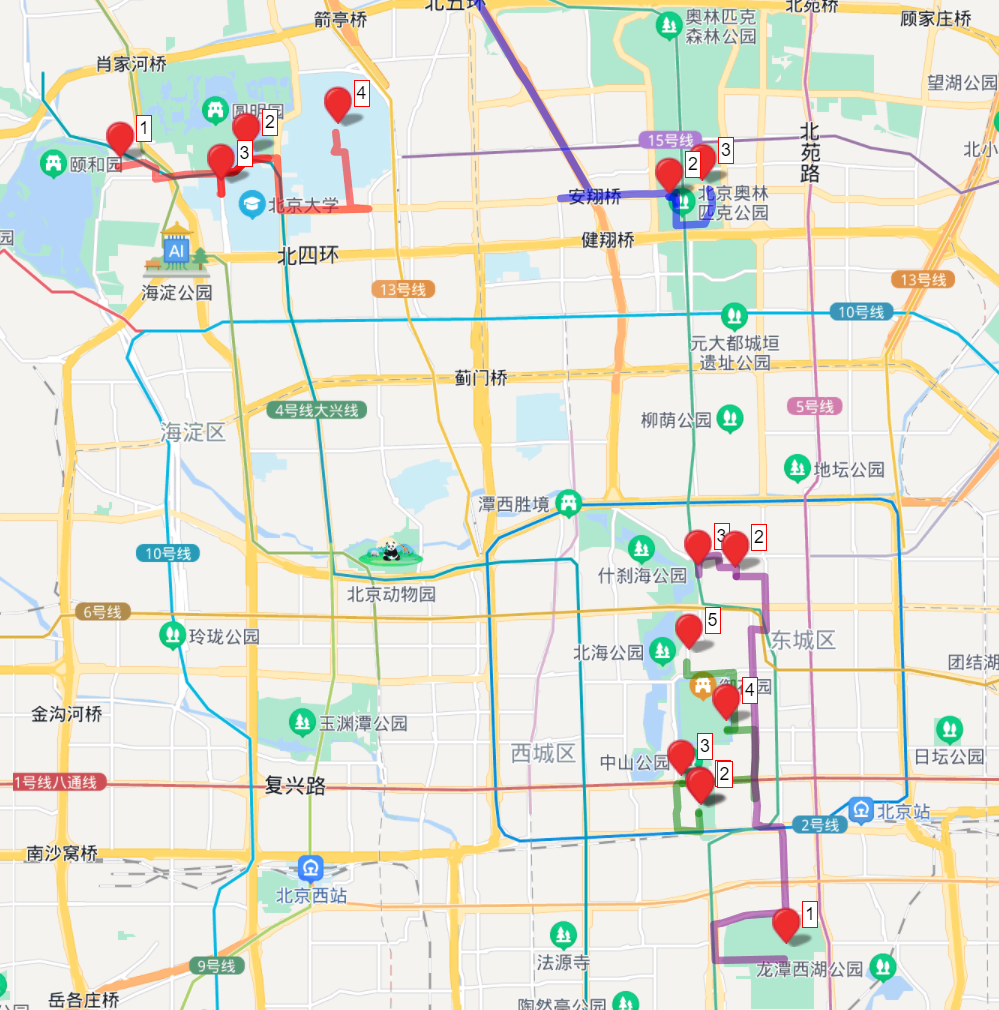 北五环
北苑桥
箭亭桥
奥林匹克
森林公园
顾家庄桥
肖家河桥
望湖公园
4
圆明园
2
1
15号线
北苑路
3
3
2
颐和园
北小
安翔桥
北京奥林
匹克公园
北京大学
园
AI
健翔桥
北四环
海淀公园
13号线
13号线
10号线
元大都城垣
遗址公园
蓟门桥
4号线大兴线
5号线
柳荫公园
海淀区
地坛公园
潭西胜境
3
2
10号线
什刹海公园
北京动物园
6号线
5
玲珑公园
东城区
北海公园
团结湖
4
金沟河桥
玉渊潭公园
3
西城区
中山公园
日坛公园
2
1号线八通线
复兴路
北京站
2号线
南沙窝桥
北京西站
1
法源寺
龙潭西湖公园
9号线
岳各庄桥
陶然亭公园
公园